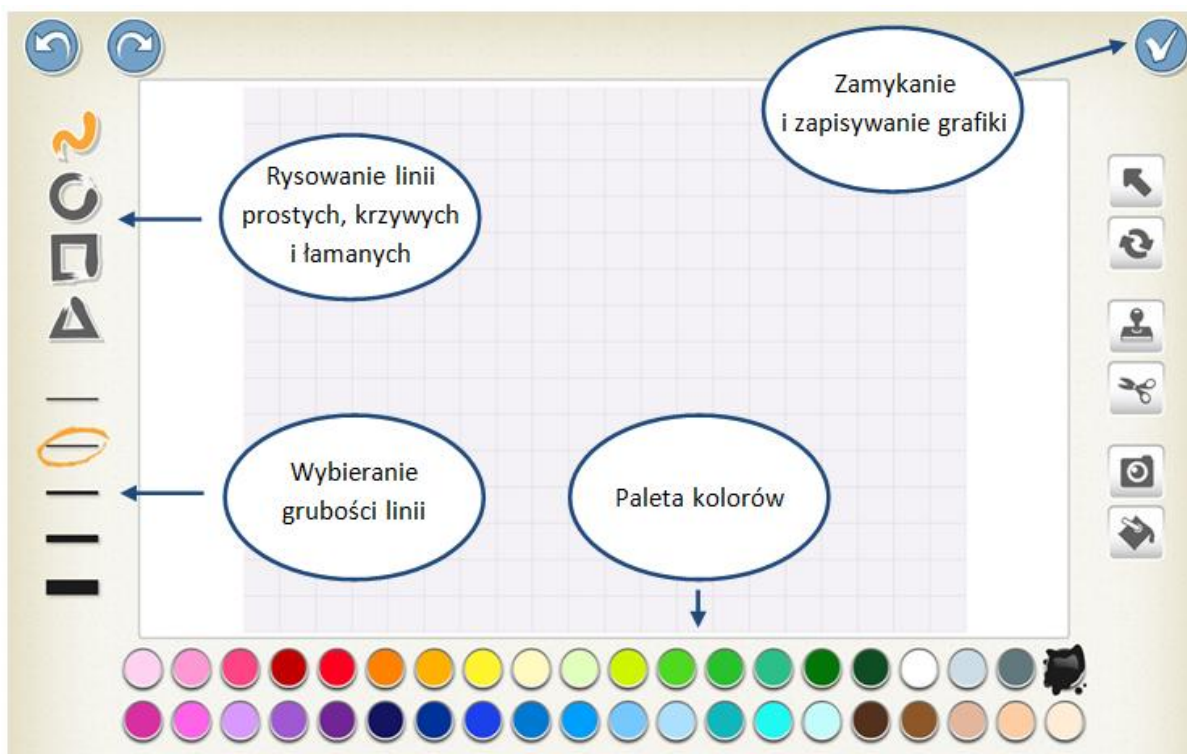 Zamykanie
i zapisywanie grafiki
Rysowanie linii
prostych, krzywych
i łamanych
Wybieranie
grubości linii
Paleta kolorów